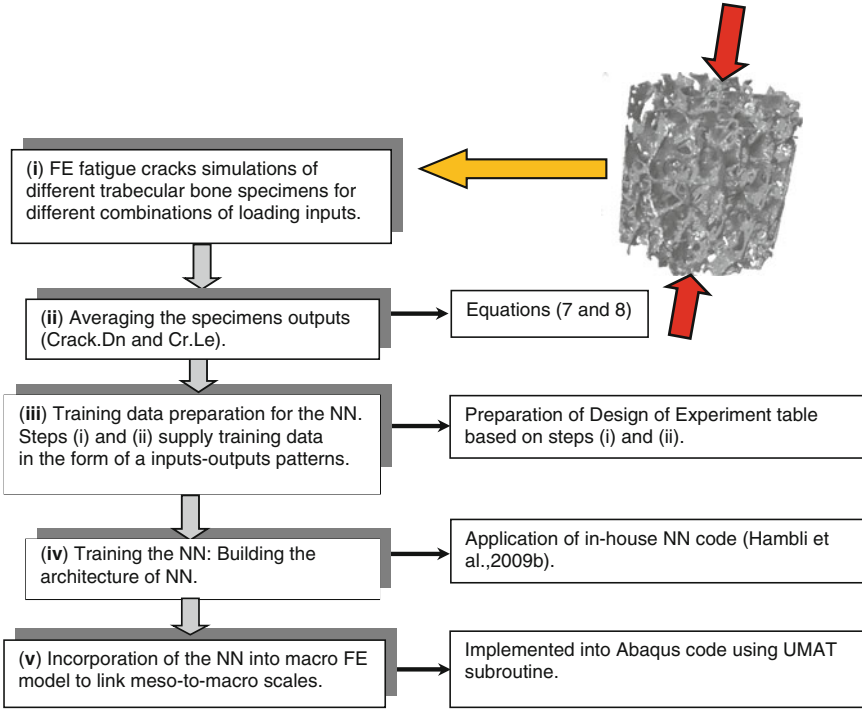 (i) FE fatigue cracks simulations of
different trabecular bone specimens for
different combinations of loading inputs.
(ii) Averaging the specimens outputs
(Crack.Dn and Cr.Le).
Equations (7 and 8)
(iii) Training data preparation for the NN.
Steps (i) and (ii) supply training data
in the form of a inputs-outputs patterns.
Preparation of Design of Experiment table
based on steps (i) and (ii).
(iv) Training the NN: Building the
architecture of NN.
Application of in-house NN code (Hambli
et al.,2009b).
(v) Incorporation of the NN into macro FE
model to link meso-to-macro scales.
Implemented into Abaqus code using UMAT
subroutine.